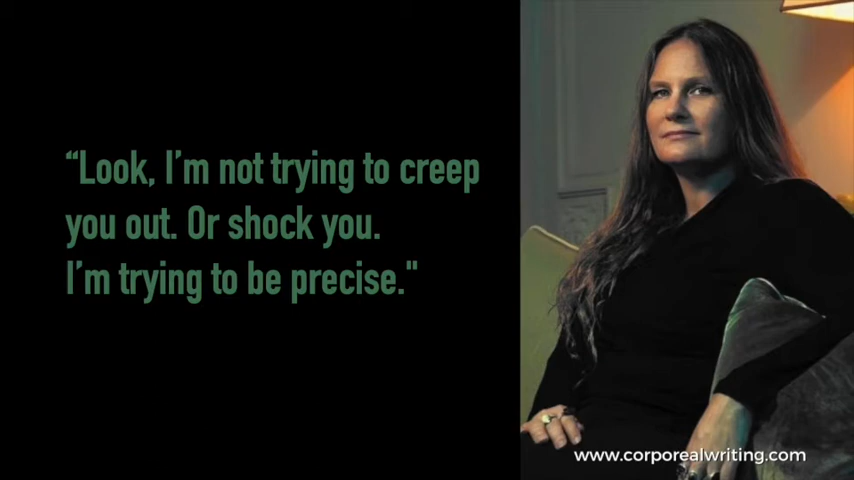 “Look, I’m not trying to creep
you out. Or shock you.
I’m trying to be precise."
www.corporealwriting.com